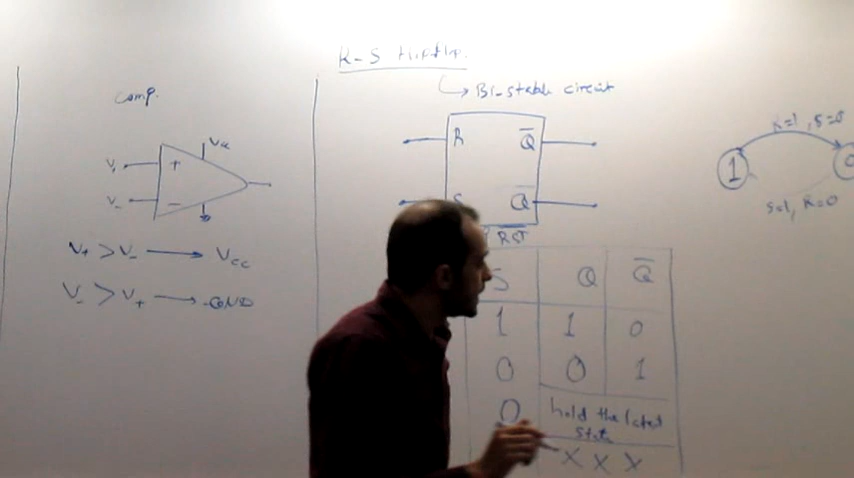 R-S flipflop.
Bi-stable circuit
comp.
V+ + Vcc
V- -
V+ > V- → Vcc
V- > V+ → GND
R Q̅
S Q
R̅S̅T̅
S Q Q̅
1 1 0
0 0 1
0 hold the latest
state
X X X
R=1, S=0
1 0
S=1, R=0